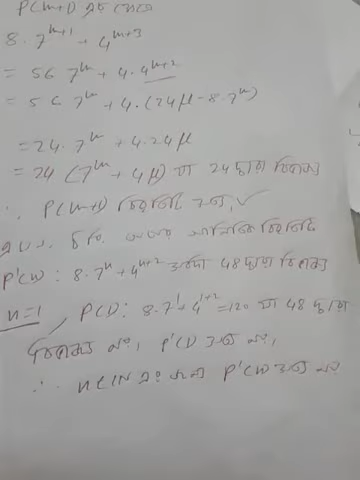 P(m+1) এর ক্ষেত্রে
8. 7^{m+1} + 4^{m+3}
= 56 7^m + 4. 4^{m+2}
= 56 7^m + 4. (24μ - 8.7^m)
= 24. 7^m + 4.24μ
= 24 (7^m + 4μ) যা 24 দ্বারা বিভাজ্য
∴ P(m+1) বিবৃতিটি সত্য,
P'(n) : 8.7^n + 4^{n+2} 48 দ্বারা বিভাজ্য
n=1, P(1) : 8.7^1 + 4^{1+2} = 120 যা 48 দ্বারা
বিভাজ্য নয়, P'(1) সত্য নয়,
∴ n∈ℕ এর জন্য P'(n) সত্য নয়